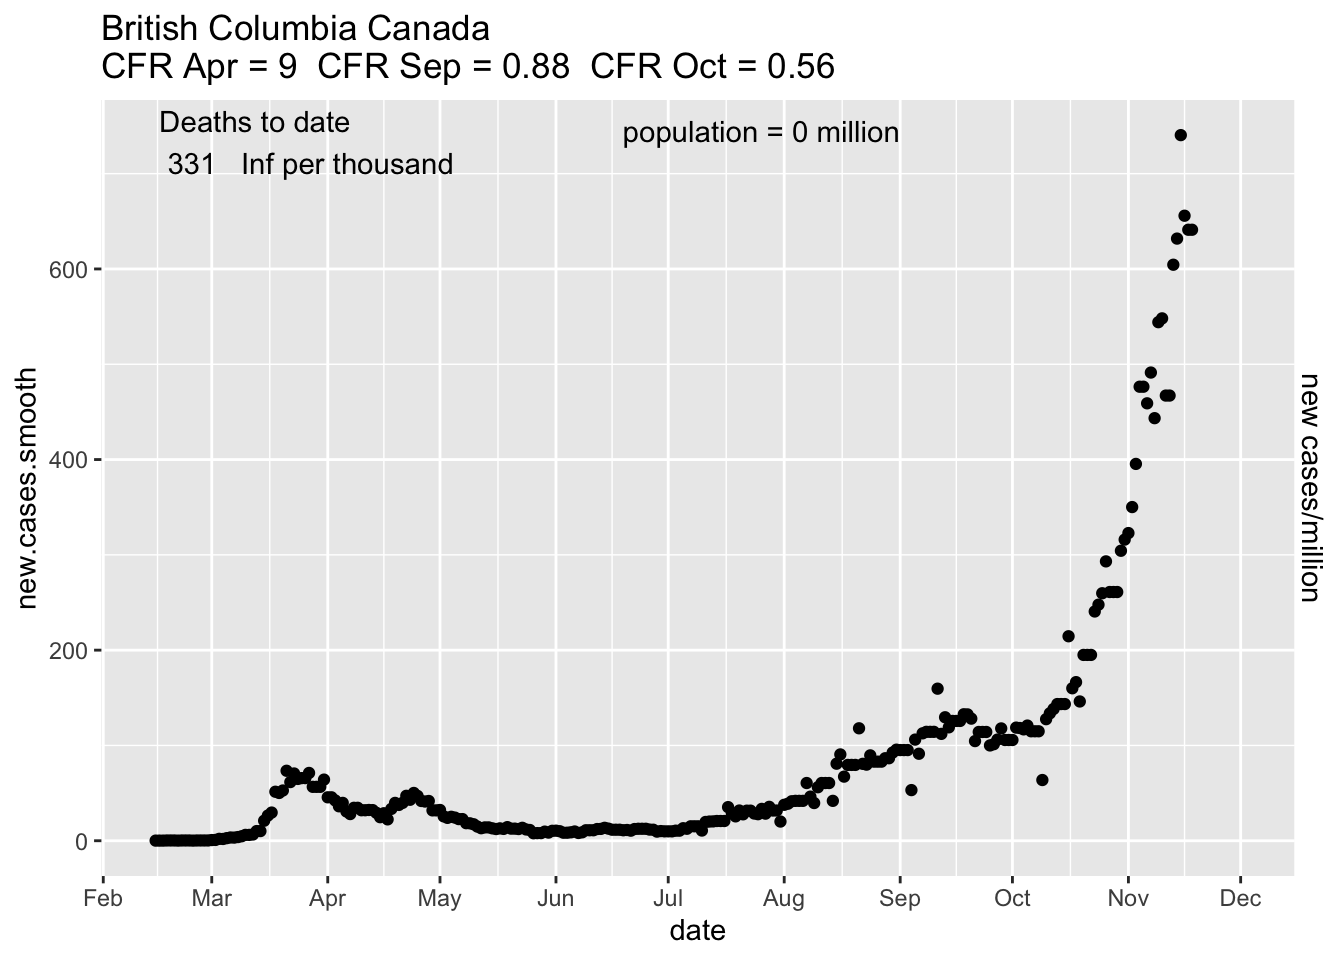 British Columbia Canada
CFR Apr = 9  CFR Sep = 0.88  CFR Oct = 0.56
Deaths to date
population = 0 million
331   Inf per thousand
new.cases.smooth
600
400
200
0
new cases/million
Feb Mar Apr May Jun Jul Aug Sep Oct Nov Dec
date